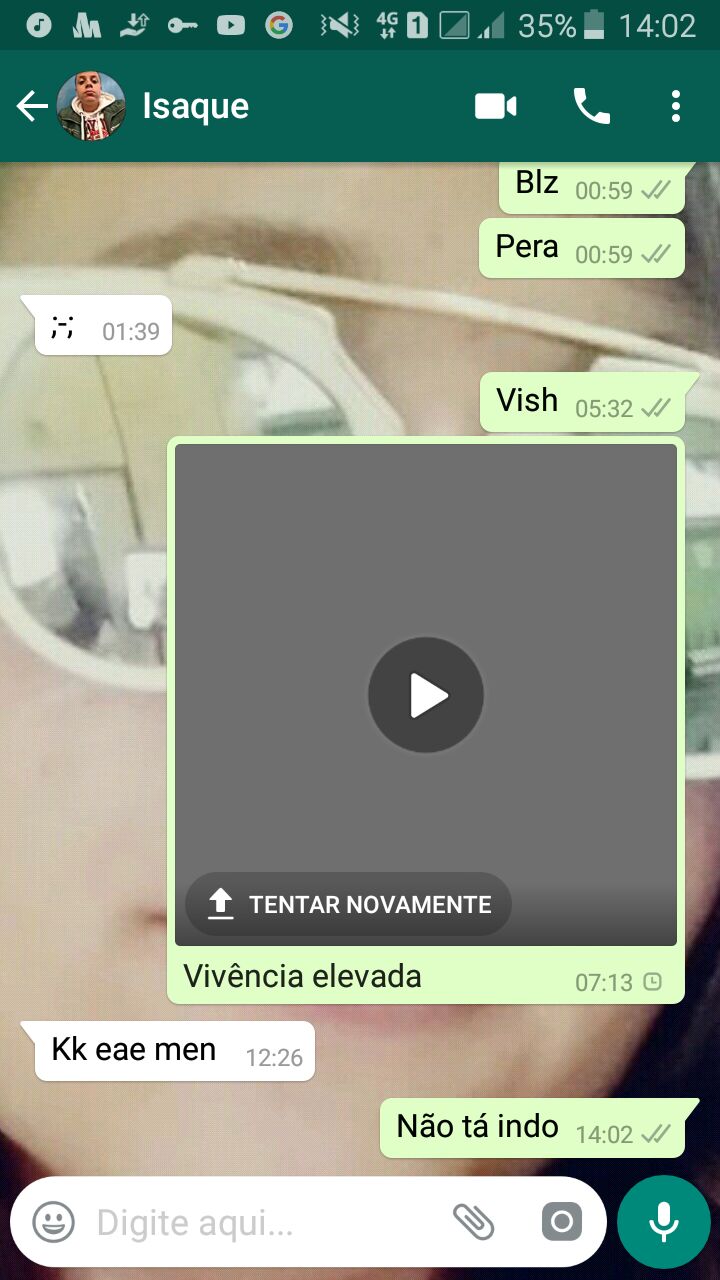 4G 1 35% 14:02
Isaque
Blz 00:59
Pera 00:59
;-; 01:39
Vish 05:32
TENTAR NOVAMENTE
Vivência elevada 07:13
Kk eae men 12:26
Não tá indo 14:02
Digite aqui...